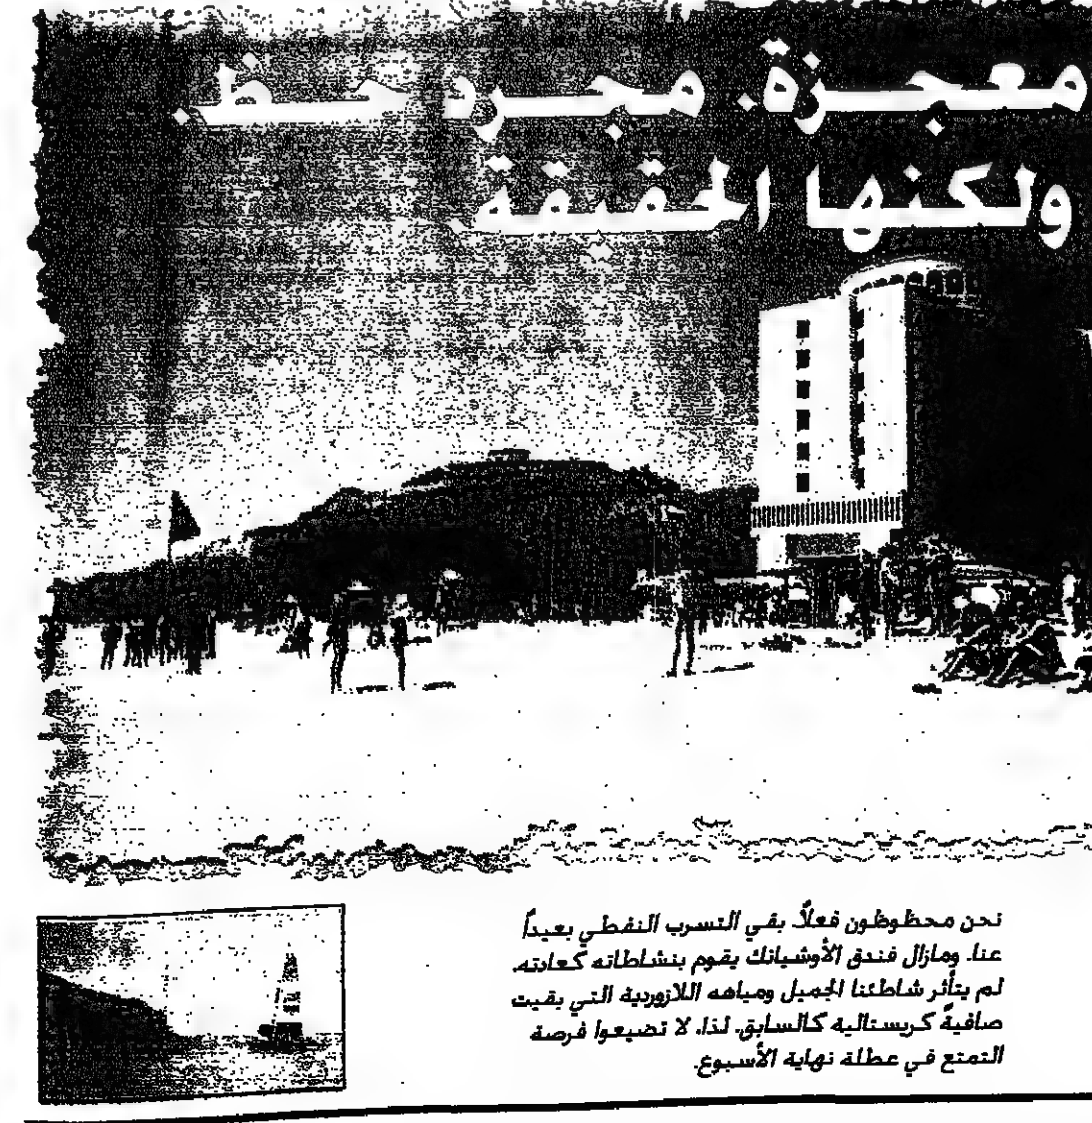 معجزة. مجرد حظ.
ولكنها الحقيقة.
نحن محظوظون فعلاً. بقي التسرب النفطي بعيداً
عنا. ومازال فندق الأوشيانك يقوم بنشاطاته كعادته.
لم يتأثر شاطئنا الجميل ومياهه اللازوردية التي بقيت
صافيةً كريستالية كالسابق. لذا، لا تضيعوا فرصة
التمتع في عطلة نهاية الأسبوع.